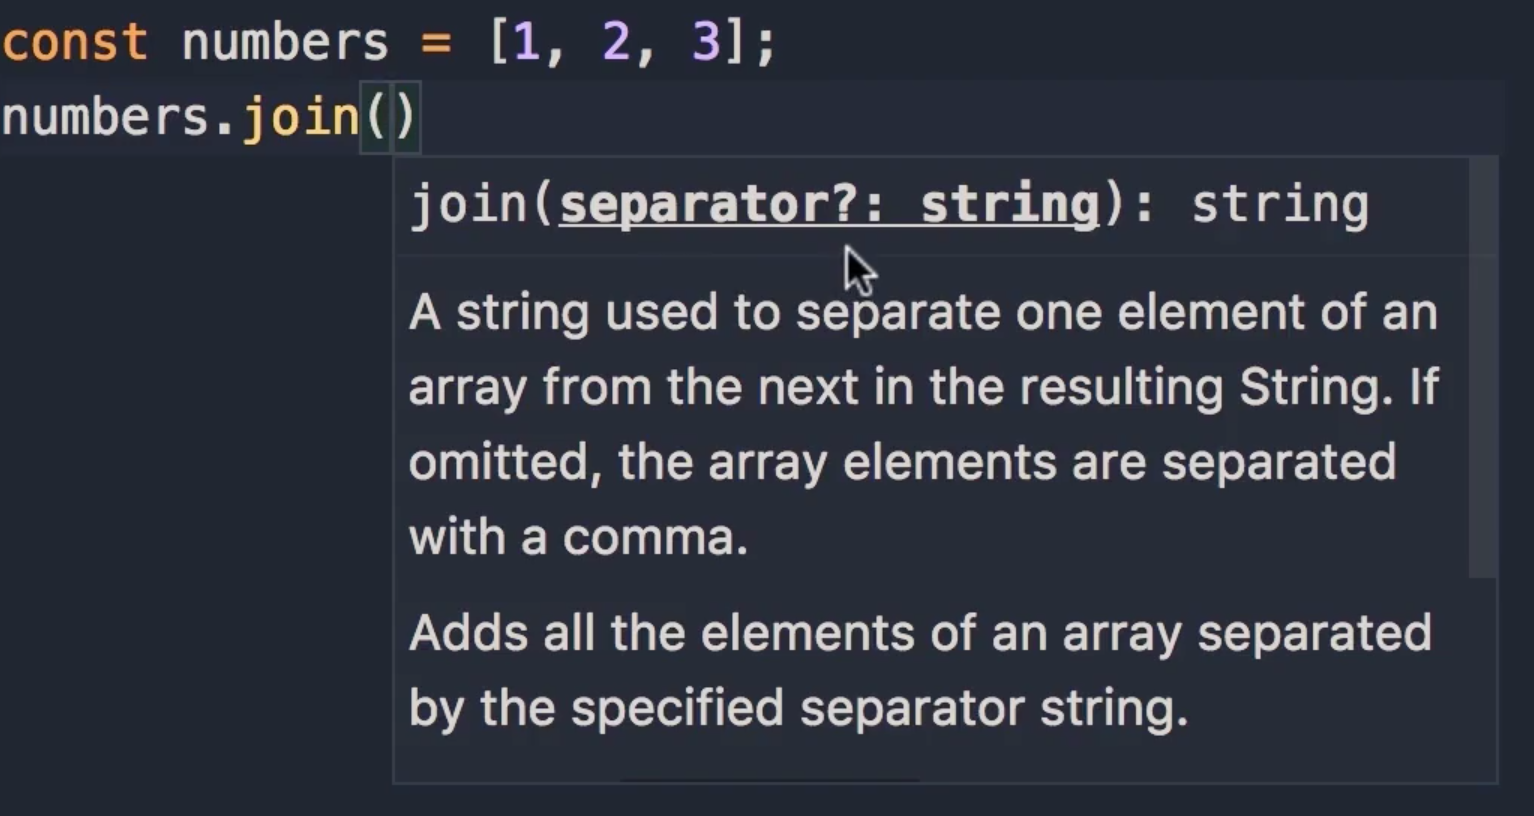 const numbers = [1, 2, 3];
numbers.join()
join(separator?: string): string
A string used to separate one element of an
array from the next in the resulting String. If
omitted, the array elements are separated
with a comma.
Adds all the elements of an array separated
by the specified separator string.